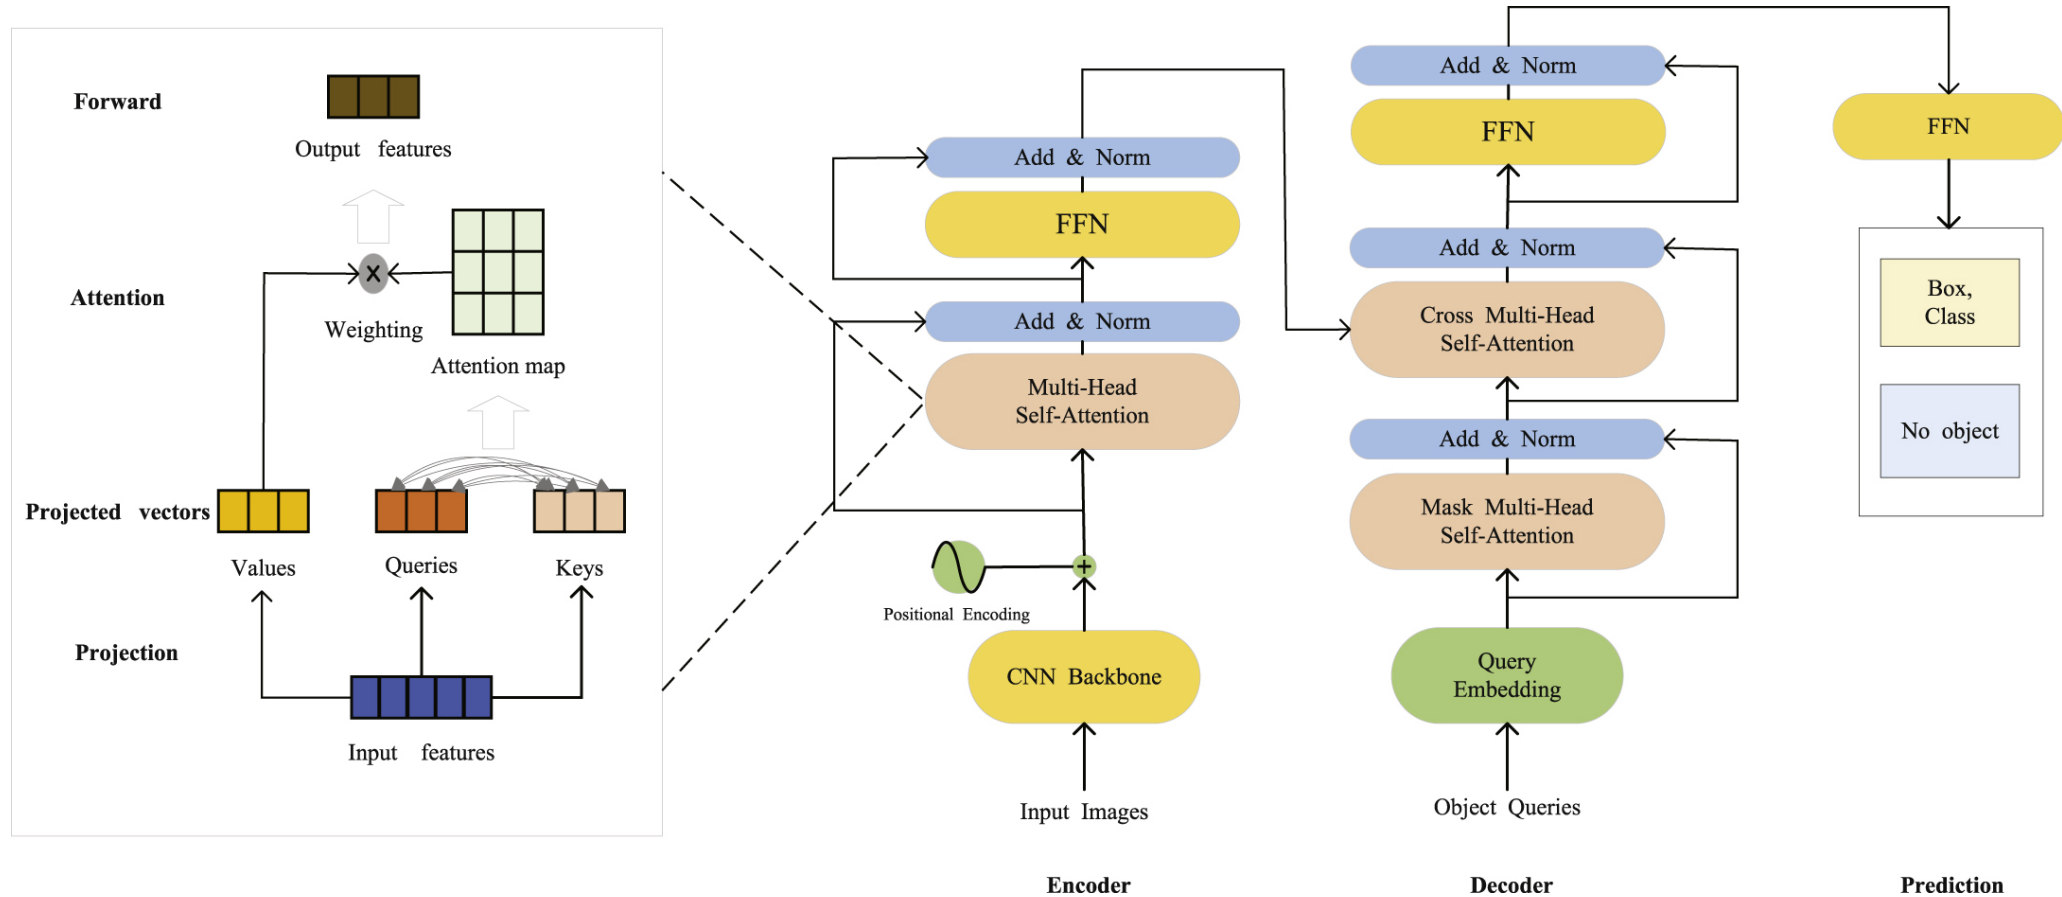 Forward
Output features
Attention
Weighting
Attention map
Projected vectors
Values
Queries
Keys
Projection
Input features
Add & Norm
FFN
Add & Norm
Multi-Head
Self-Attention
Positional Encoding
+
CNN Backbone
Input Images
Encoder
Add & Norm
FFN
Add & Norm
Cross Multi-Head
Self-Attention
Add & Norm
Mask Multi-Head
Self-Attention
Query
Embedding
Object Queries
Decoder
FFN
Box,
Class
No object
Prediction